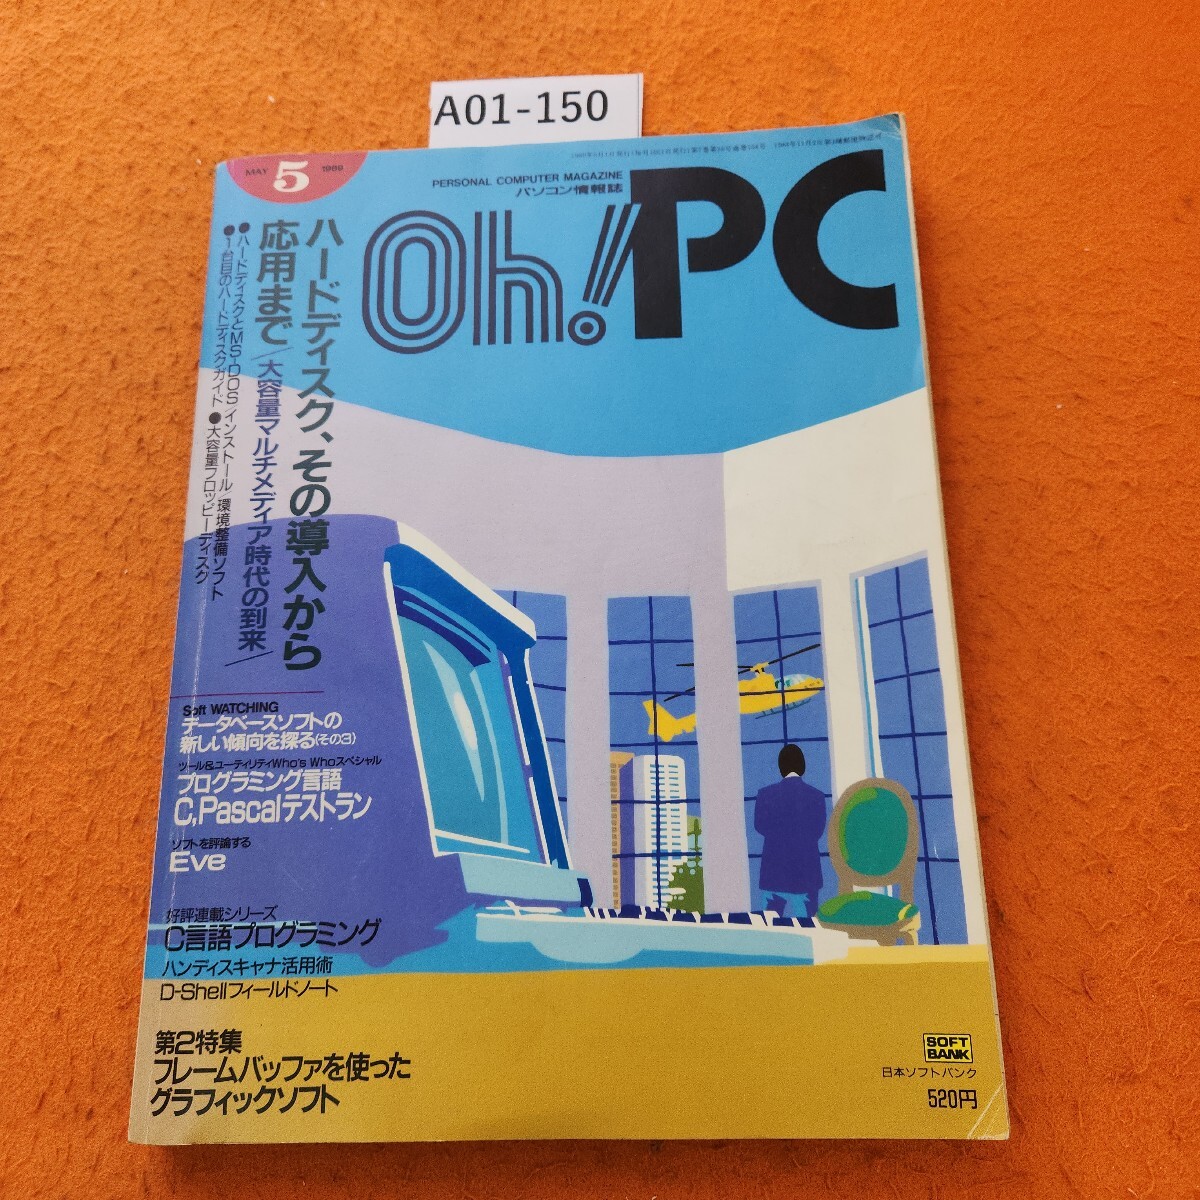 A01-150
MAY 5 1988
PERSONAL COMPUTER MAGAZINE
パソコン情報誌
Oh!PC
ハードディスク、その導入から
応用まで/大容量マルチメディア時代の到来/
●ハードディスクとMS-DOS インストール/環境整備ソフト
●1台目のハードディスクガイド ●大容量フロッピーディスク
Soft WATCHING
データベースソフトの
新しい傾向を探る(その3)
ツール&ユーティリティWho's Whoスペシャル
プログラミング言語
C,Pascalテストラン
ソフトを評論する
Eve
好評連載シリーズ
C言語プログラミング
ハンディスキャナ活用術
D-Shellフィールドノート
第2特集
フレームバッファを使った
グラフィックソフト
SOFT
BANK
日本ソフトバンク
520円